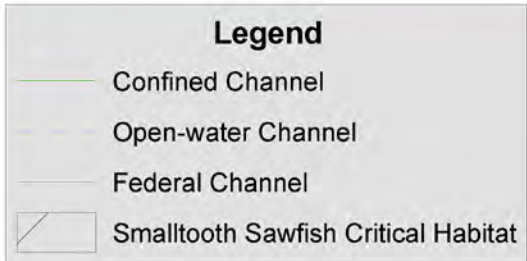 Legend
Confined Channel
Open-water Channel
Federal Channel
Smalltooth Sawfish Critical Habitat